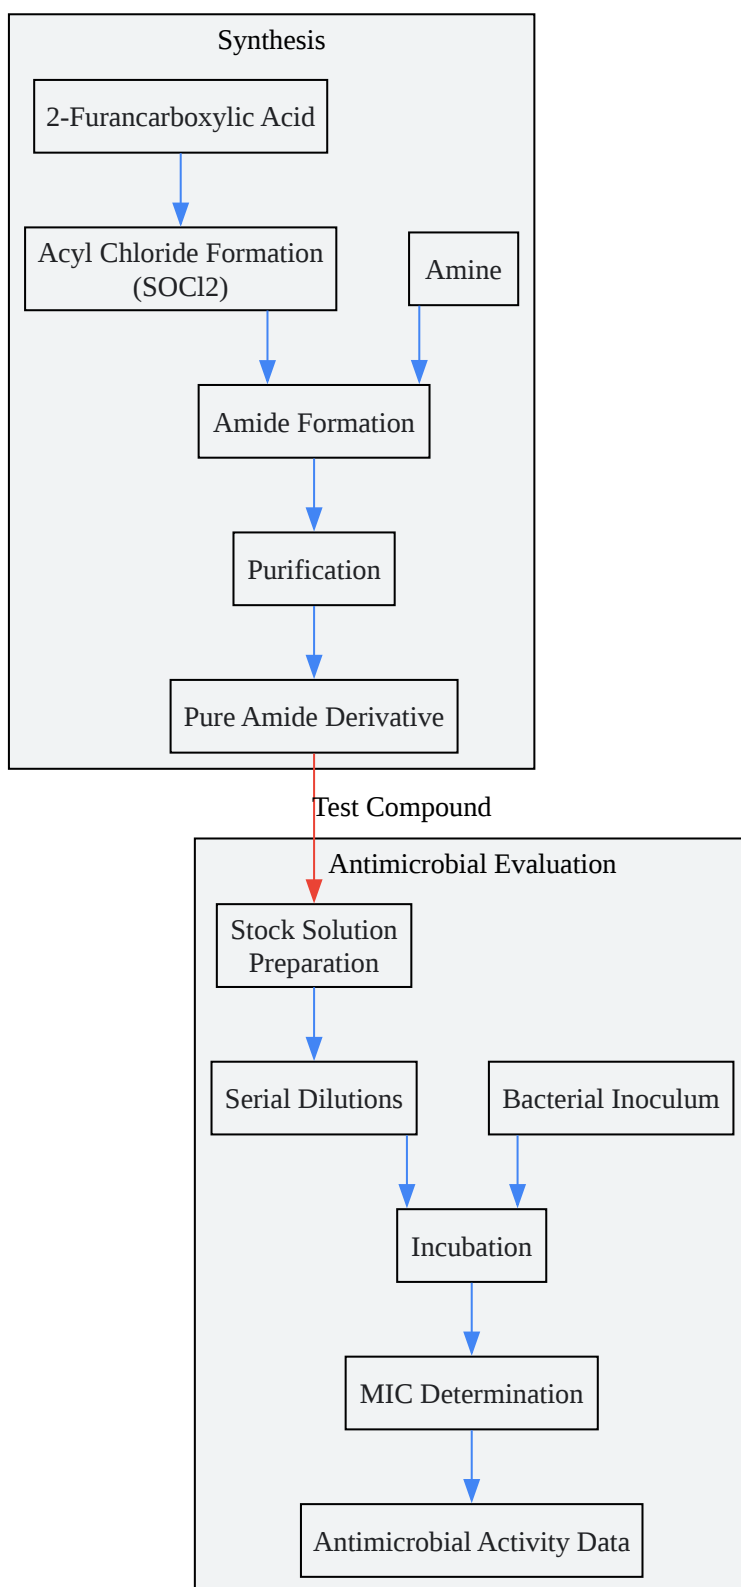 Synthesis
2-Furancarboxylic Acid
Acyl Chloride Formation
(SOCl2)
Amine
Amide Formation
Purification
Pure Amide Derivative
Test Compound
Antimicrobial Evaluation
Stock Solution
Preparation
Serial Dilutions
Bacterial Inoculum
Incubation
MIC Determination
Antimicrobial Activity Data